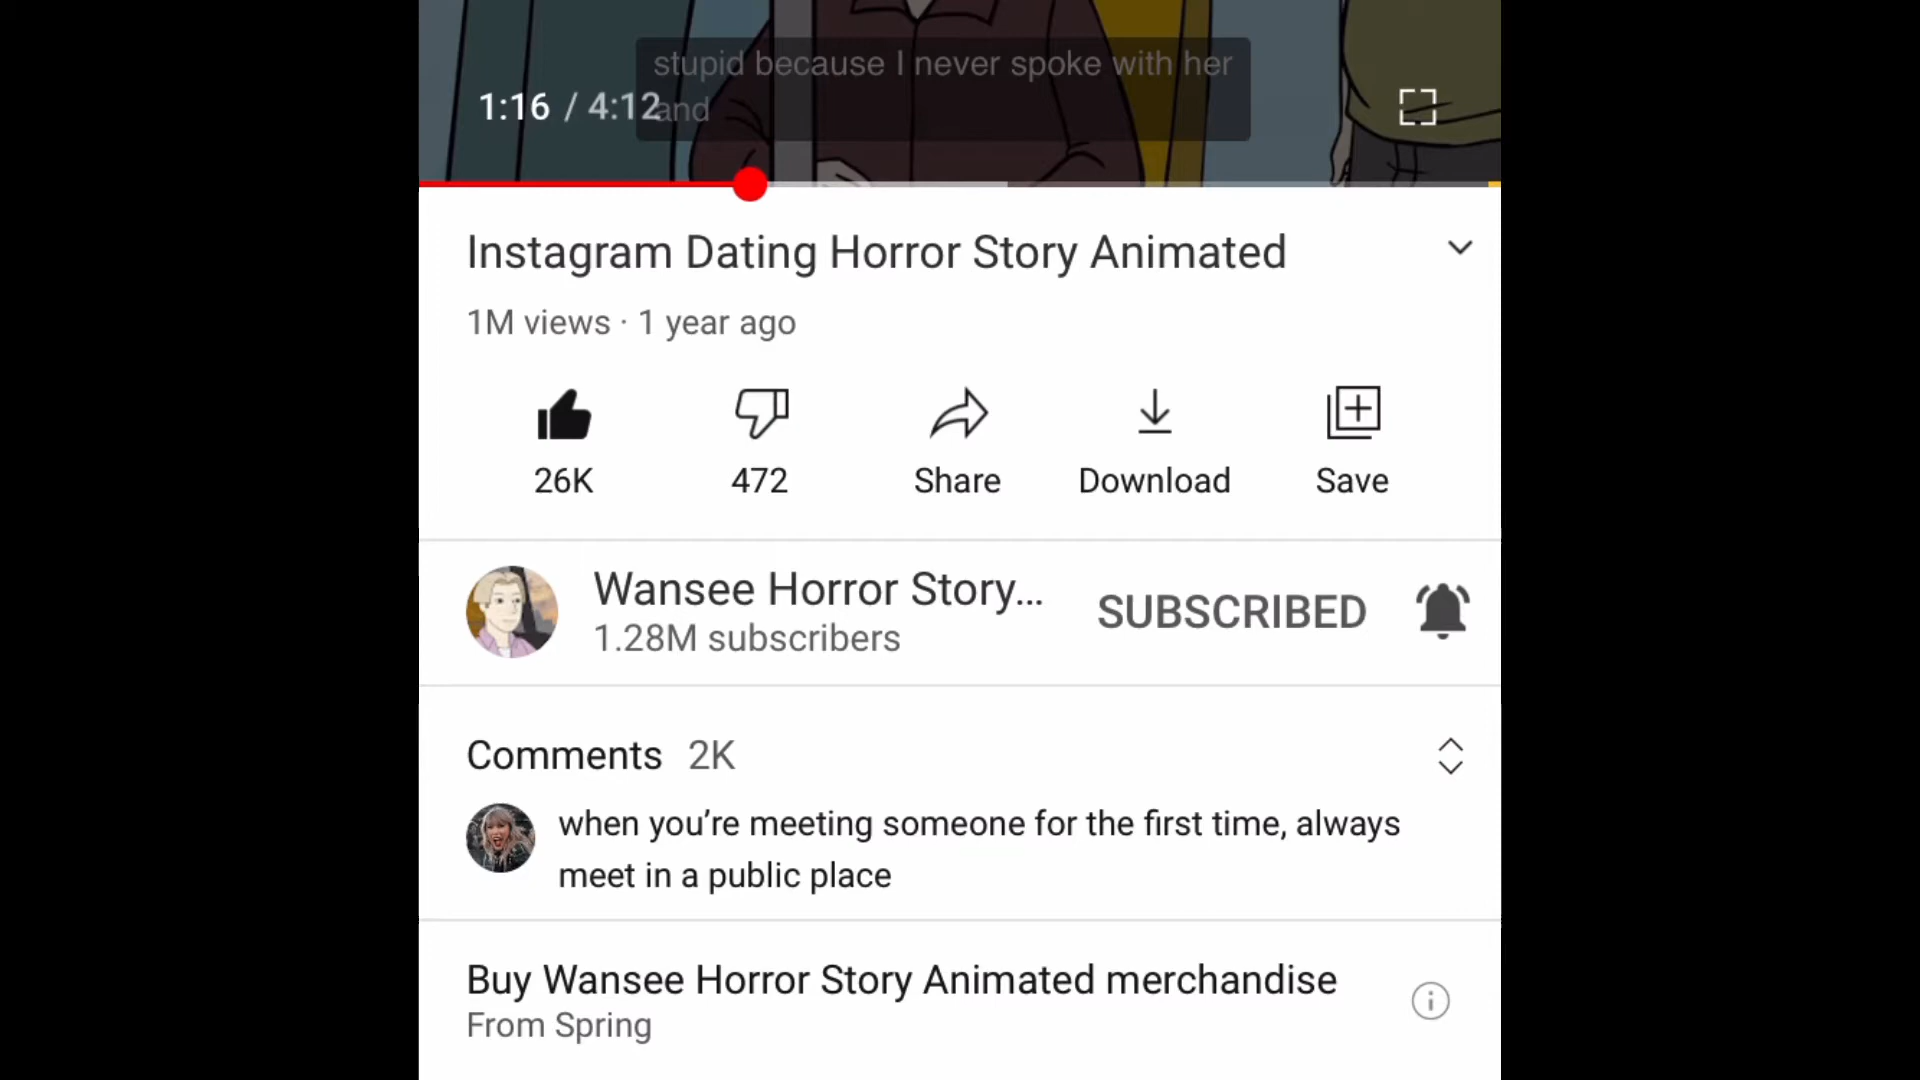 stupid because I never spoke with her
and
1:16 / 4:12
Instagram Dating Horror Story Animated
1M views · 1 year ago
26K
472
Share
Download
Save
Wansee Horror Story...
1.28M subscribers
SUBSCRIBED
Comments 2K
when you’re meeting someone for the first time, always
meet in a public place
Buy Wansee Horror Story Animated merchandise
From Spring